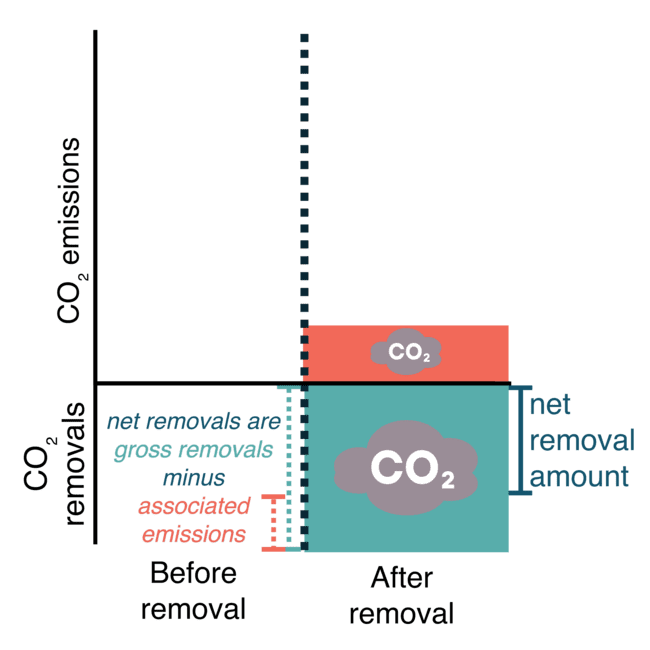 CO₂ emissions
CO₂
removals
CO₂
CO₂
net removals are
gross removals
minus
associated
emissions
net
removal
amount
Before
removal
After
removal